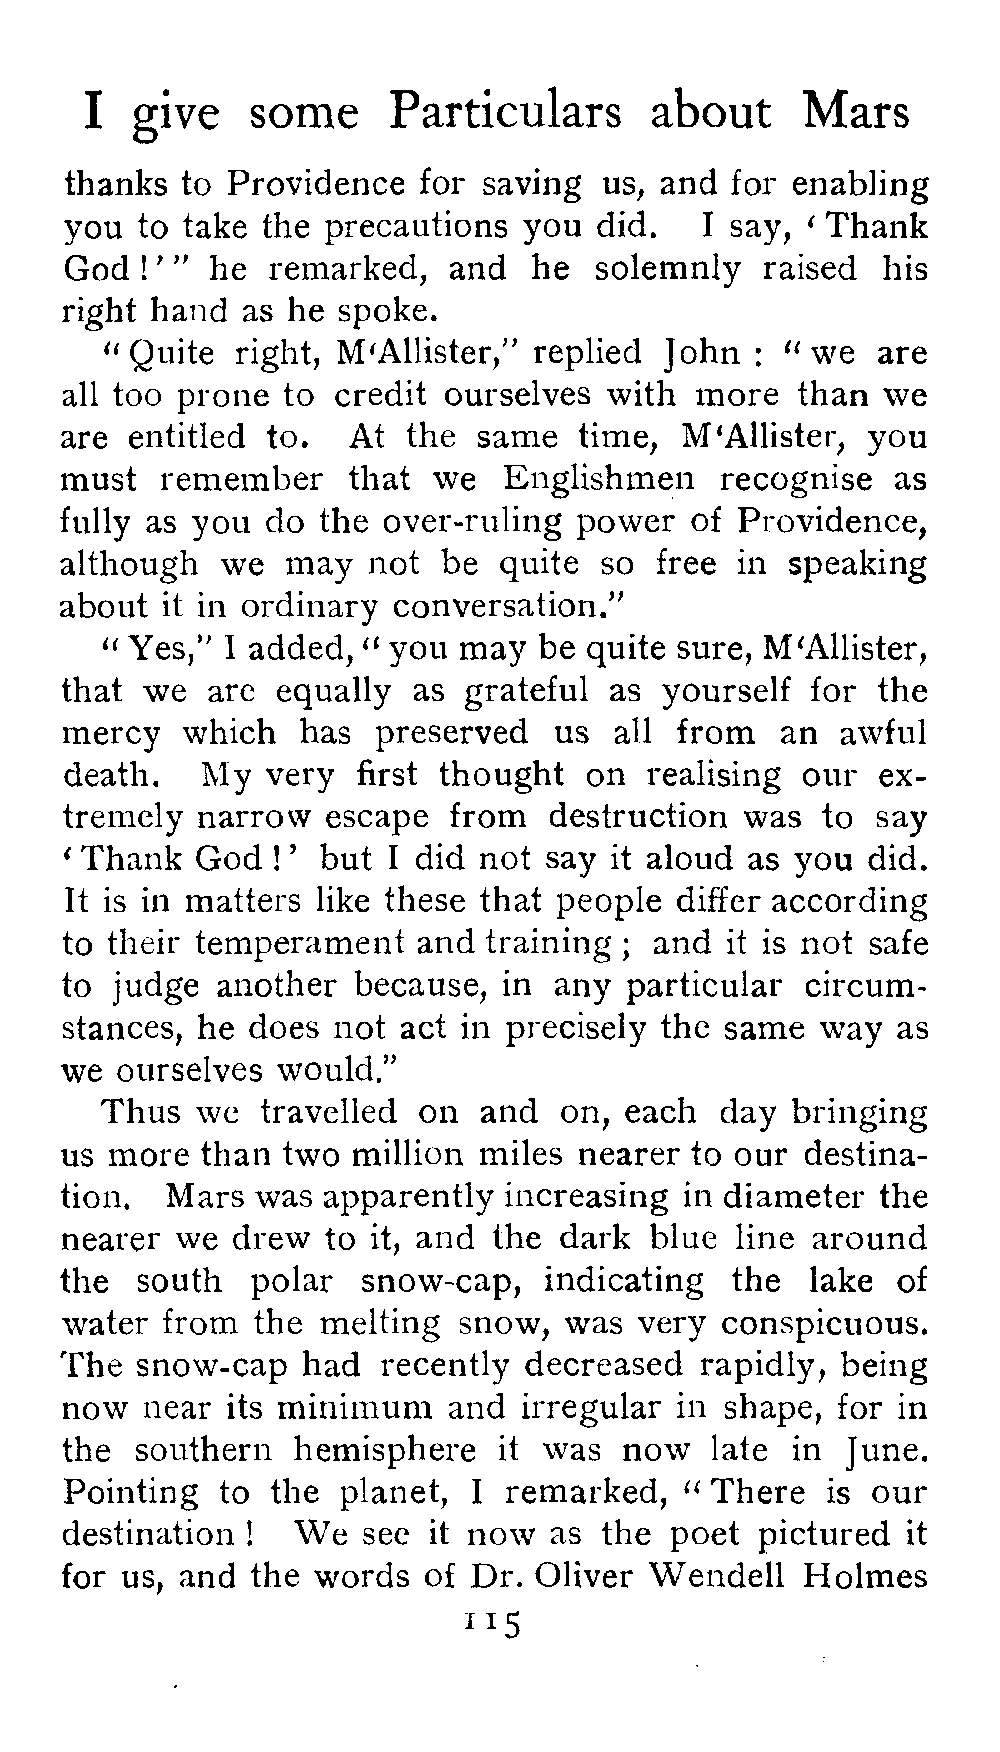 I give some Particulars about Mars
thanks to Providence for saving us, and for enabling
you to take the precautions you did. I say, ‘Thank
God!’” he remarked, and he solemnly raised his
right hand as he spoke.
“Quite right, M‘Allister,” replied John : “we are
all too prone to credit ourselves with more than we
are entitled to. At the same time, M‘Allister, you
must remember that we Englishmen recognise as
fully as you do the over-ruling power of Providence,
although we may not be quite so free in speaking
about it in ordinary conversation.”
“Yes,” I added, “you may be quite sure, M‘Allister,
that we are equally as grateful as yourself for the
mercy which has preserved us all from an awful
death. My very first thought on realising our ex-
tremely narrow escape from destruction was to say
‘Thank God!’ but I did not say it aloud as you did.
It is in matters like these that people differ according
to their temperament and training ; and it is not safe
to judge another because, in any particular circum-
stances, he does not act in precisely the same way as
we ourselves would.”
Thus we travelled on and on, each day bringing
us more than two million miles nearer to our destina-
tion. Mars was apparently increasing in diameter the
nearer we drew to it, and the dark blue line around
the south polar snow-cap, indicating the lake of
water from the melting snow, was very conspicuous.
The snow-cap had recently decreased rapidly, being
now near its minimum and irregular in shape, for in
the southern hemisphere it was now late in June.
Pointing to the planet, I remarked, “There is our
destination! We see it now as the poet pictured it
for us, and the words of Dr. Oliver Wendell Holmes
115